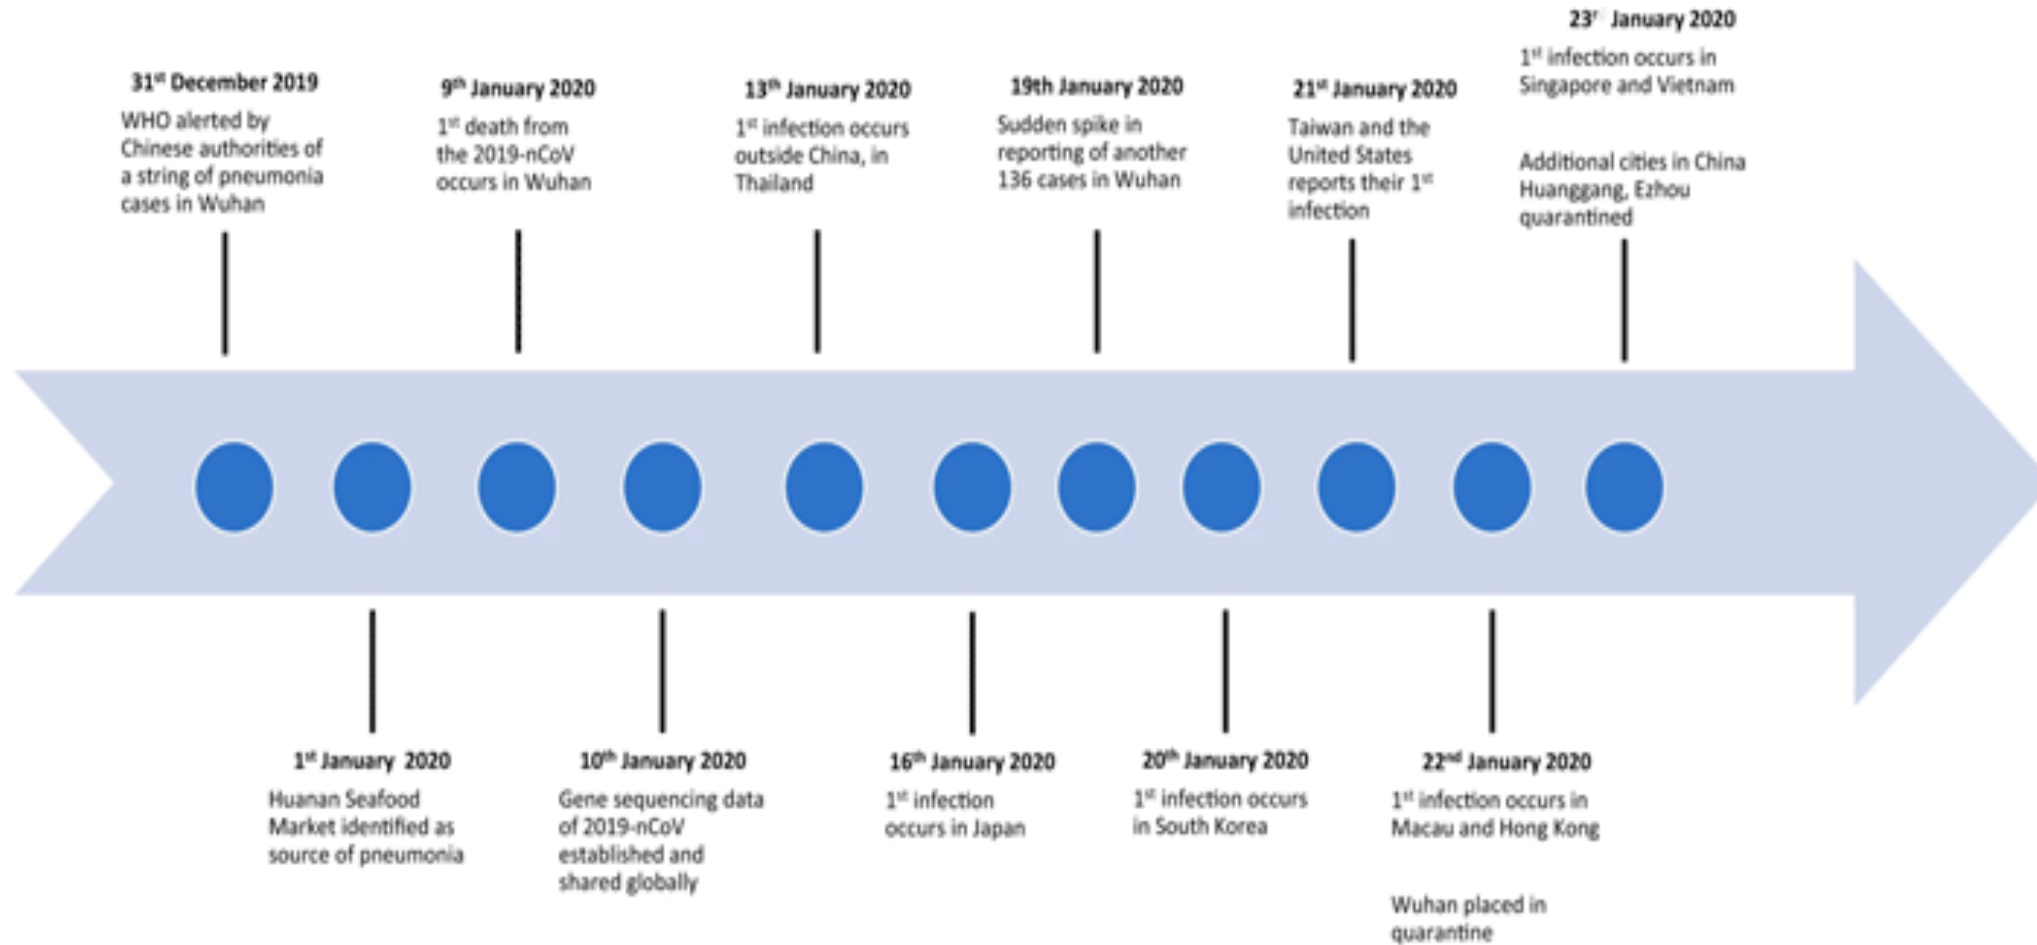 31st December 2019
WHO alerted by
Chinese authorities of
a string of pneumonia
cases in Wuhan
1st January 2020
Huanan Seafood
Market identified as
source of pneumonia
9th January 2020
1st death from
the 2019-nCoV
occurs in Wuhan
10th January 2020
Gene sequencing data
of 2019-nCoV
established and
shared globally
13th January 2020
1st infection occurs
outside China, in
Thailand
16th January 2020
1st infection
occurs in Japan
19th January 2020
Sudden spike in
reporting of another
136 cases in Wuhan
20th January 2020
1st infection occurs
in South Korea
21st January 2020
Taiwan and the
United States
reports their 1st
infection
22nd January 2020
1st infection occurs in
Macau and Hong Kong
Wuhan placed in
quarantine
23r January 2020
1st infection occurs in
Singapore and Vietnam
Additional cities in China
Huanggang, Ezhou
quarantined